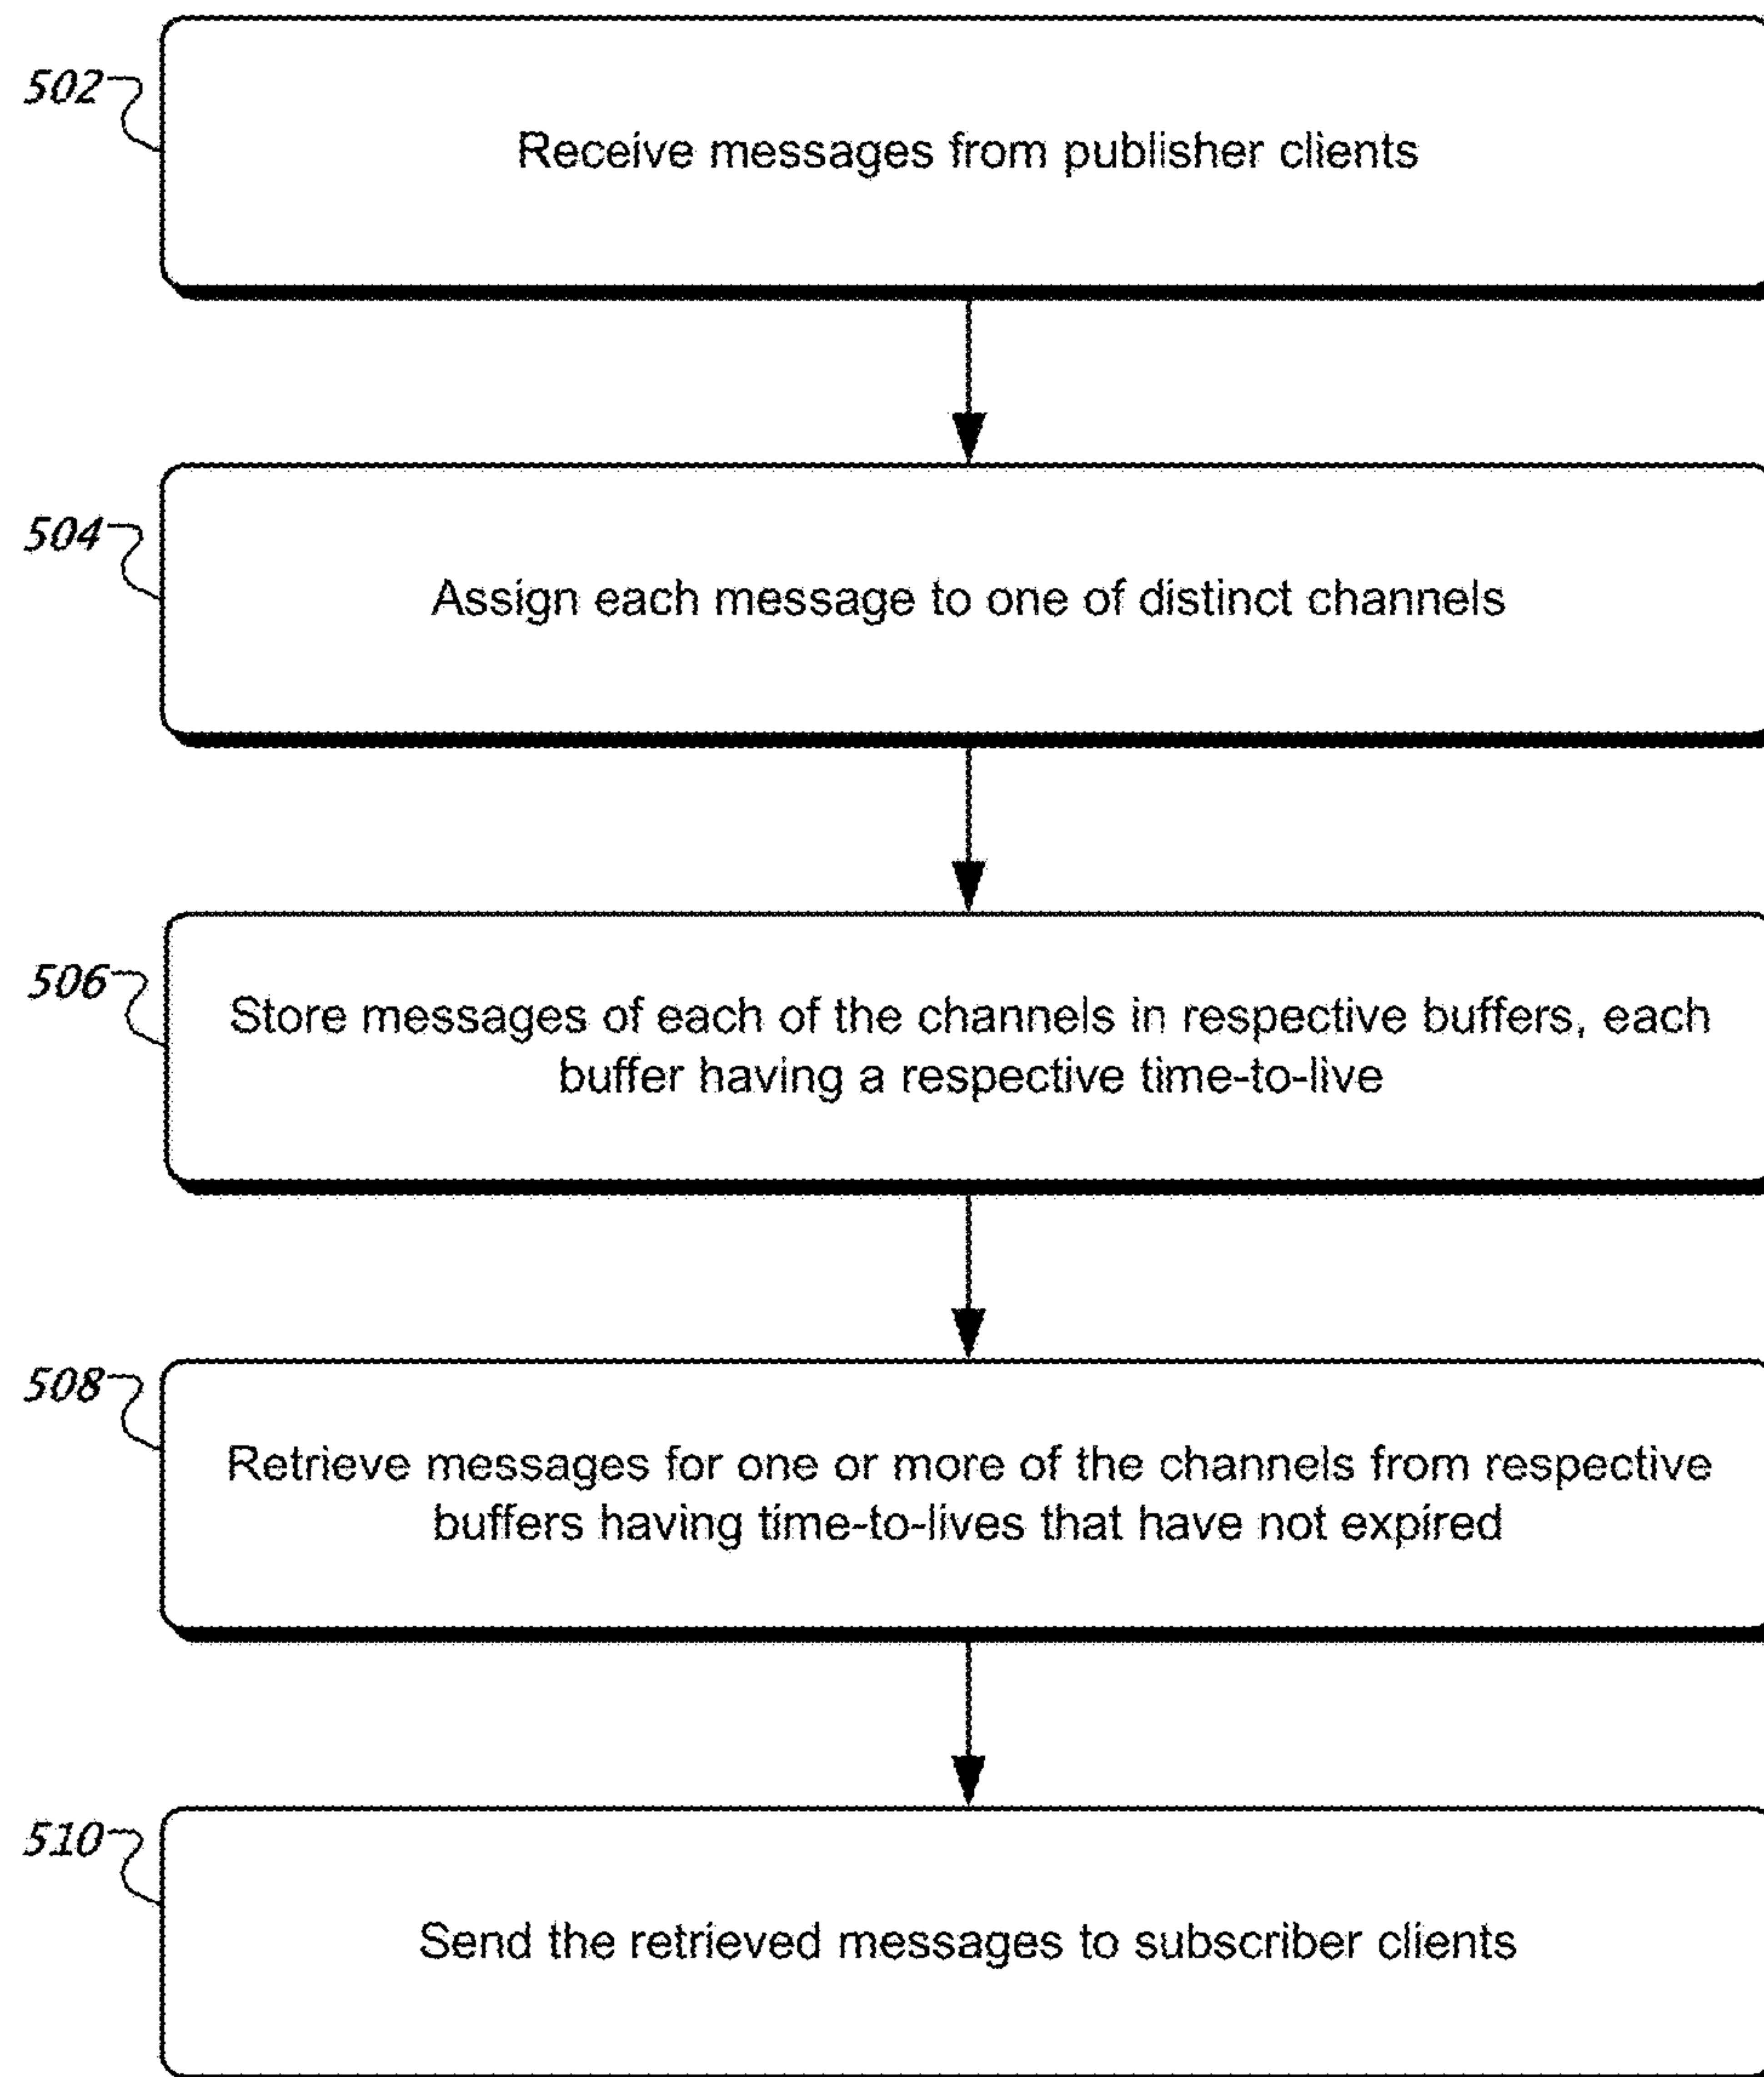 502
Receive messages from publisher clients
504
Assign each message to one of distinct channels
506
Store messages of each of the channels in respective buffers, each
buffer having a respective time-to-live
508
Retrieve messages for one or more of the channels from respective
buffers having time-to-lives that have not expired
510
Send the retrieved messages to subscriber clients